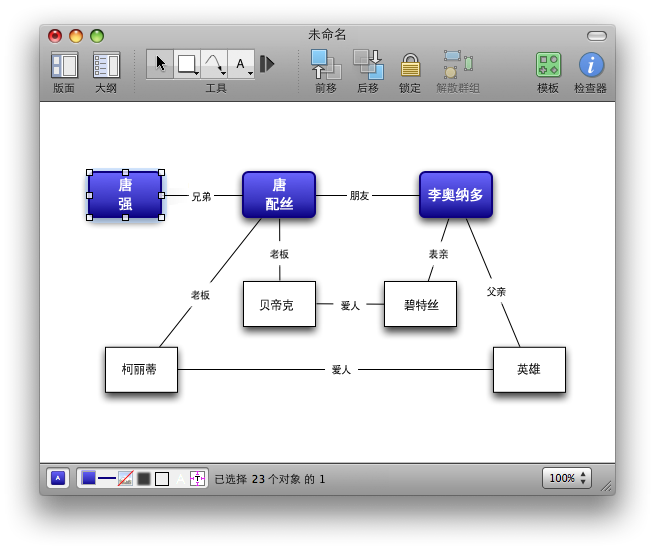 未命名
版面
大纲
A
工具
前移
后移
锁定
解散群组
模板
检查器
唐
强
兄弟
唐
配丝
朋友
李奥纳多
老板
表亲
老板
父亲
贝帝克
爱人
碧特丝
柯丽蒂
爱人
英雄
A
A
T
已选择 23 个对象 的 1
100%